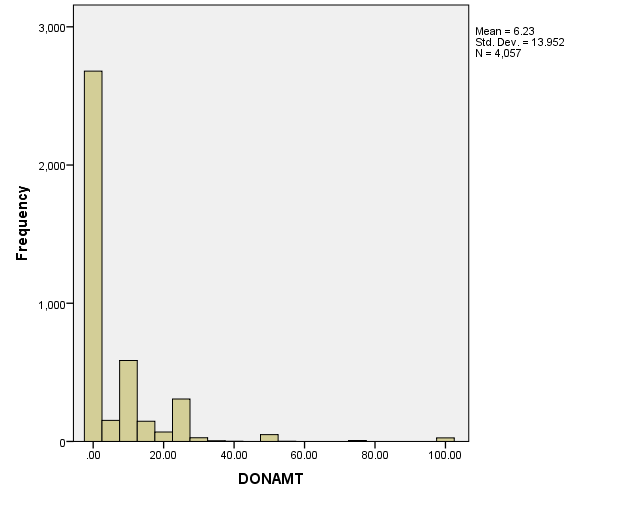 3,000
2,000
1,000
0
Frequency
.00
20.00
40.00
60.00
80.00
100.00
DONAMT
Mean = 6.23
Std. Dev. = 13.952
N = 4,057